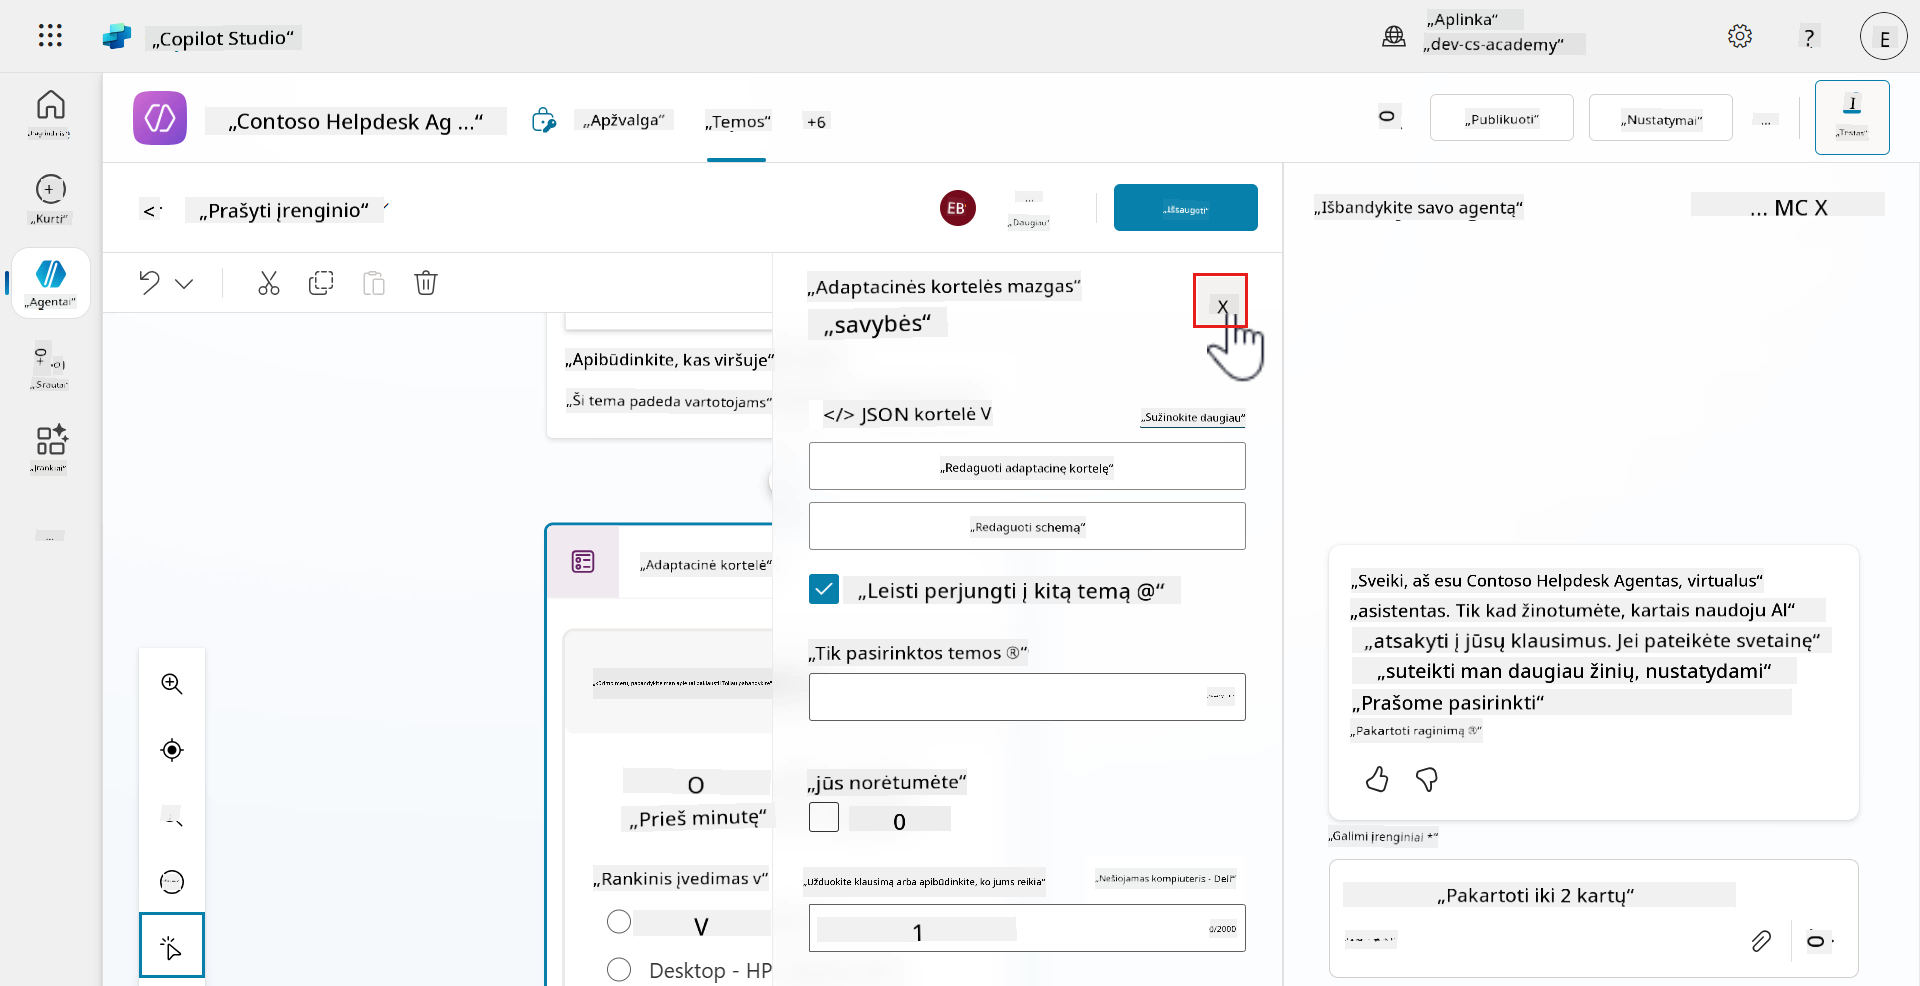 „Copilot Studio“
„Aplinka“
„dev-cs-academy“
?
E
„Contoso Helpdesk Ag ...“
„Apžvalga“
„Temos“
+6
„Publikuoti“
„Nustatymai“
...
„Testas“
„Kurti“
„Agentai“
„Srautai“
„Įrankiai“
...
<
„Prašyti įrenginio“
EB
...
„Daugiau“
„Išsaugoti“
„Išbandykite savo agentą“
... MC X
„Apibūdinkite, kas viršuje“
„Ši tema padeda vartotojams“
„Adaptacinė kortelė“
O
„Prieš minutę“
„Rankinis įvedimas v“
V
Desktop - HP
„Adaptacinės kortelės mazgas“
„savybės“
X
</> JSON kortelė V
„Sužinokite daugiau“
„Redaguoti adaptacinę kortelę“
„Redaguoti schemą“
„Leisti perjungti į kitą temą @“
„Tik pasirinktos temos ®“
„jūs norėtumėte“
0
„Užduokite klausimą arba apibūdinkite, ko jums reikia“
„Nešiojamas kompiuteris - Dell“
1
0/2000
„Sveiki, aš esu Contoso Helpdesk Agentas, virtualus“
„asistentas. Tik kad žinotumėte, kartais naudoju AI“
„atsakyti į jūsų klausimus. Jei pateikėte svetainę“
„suteikti man daugiau žinių, nustatydami“
„Prašome pasirinkti“
„Pakartoti raginimą ®“
„Galimi įrenginiai *“
„Pakartoti iki 2 kartų“